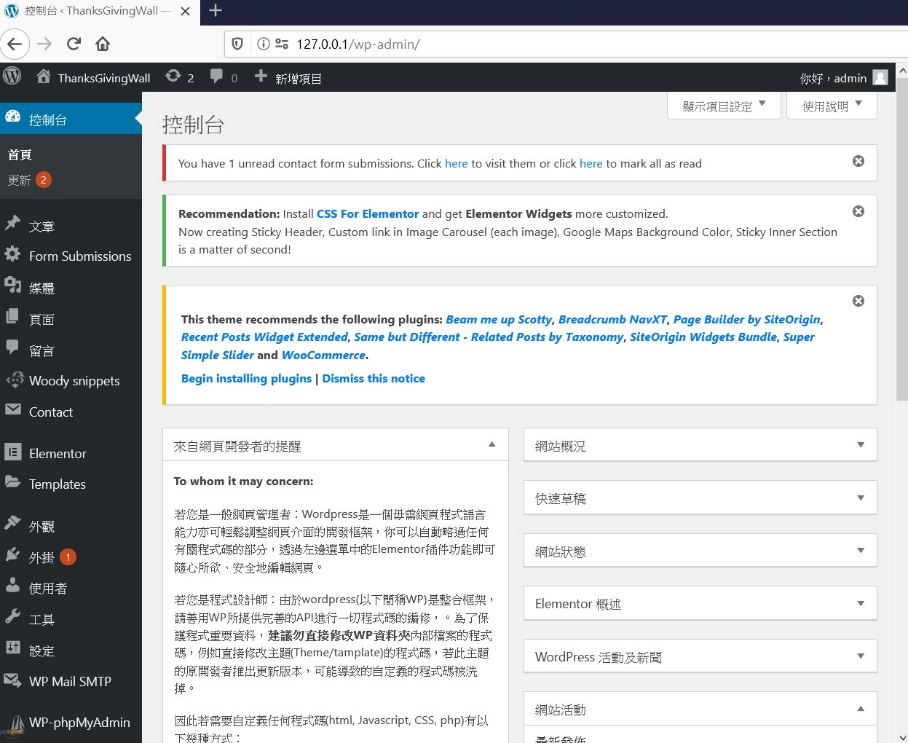 控制台 ‹ ThanksGivingWall —
127.0.0.1/wp-admin/
ThanksGivingWall 2 0 新增項目 你好，admin
控制台
首頁
更新 2
文章
Form Submissions
媒體
頁面
留言
Woody snippets
Contact
Elementor
Templates
外觀
外掛 1
使用者
工具
設定
WP Mail SMTP
WP-phpMyAdmin
顯示項目設定 使用說明
控制台
You have 1 unread contact form submissions. Click here to visit them or click here to mark all as read
Recommendation: Install CSS For Elementor and get Elementor Widgets more customized.
Now creating Sticky Header, Custom link in Image Carousel (each image), Google Maps Background Color, Sticky Inner Section
is a matter of second!
This theme recommends the following plugins: Beam me up Scotty, Breadcrumb NavXT, Page Builder by SiteOrigin,
Recent Posts Widget Extended, Same but Different - Related Posts by Taxonomy, SiteOrigin Widgets Bundle, Super
Simple Slider and WooCommerce.
Begin installing plugins | Dismiss this notice
來自網頁開發者的提醒
To whom it may concern:
若您是一般網頁管理者：Wordpress是一個毋需網頁程式語言
能力亦可輕鬆調整網頁介面的開發框架，你可以自動略過任何
有關程式碼的部分，透過左邊選單中的Elementor插件功能即可
隨心所欲、安全地編輯網頁。
若您是程式設計師：由於wordpress(以下簡稱WP)是整合框架，
請善用WP所提供完善的API進行一切程式碼的編修，。為了保
護程式重要資料，建議勿直接修改WP資料夾內部檔案的程式
碼，例如直接修改主題(Theme/tamplate)的程式碼，若此主題
的原開發者推出更新版本，可能導致的自定義的程式碼被洗
掉。
因此若需要自定義任何程式碼(html, Javascript, CSS, php)有以
下幾種方式：
網站概況
快速草稿
網站狀態
Elementor 概述
WordPress 活動及新聞
網站活動
最新發佈